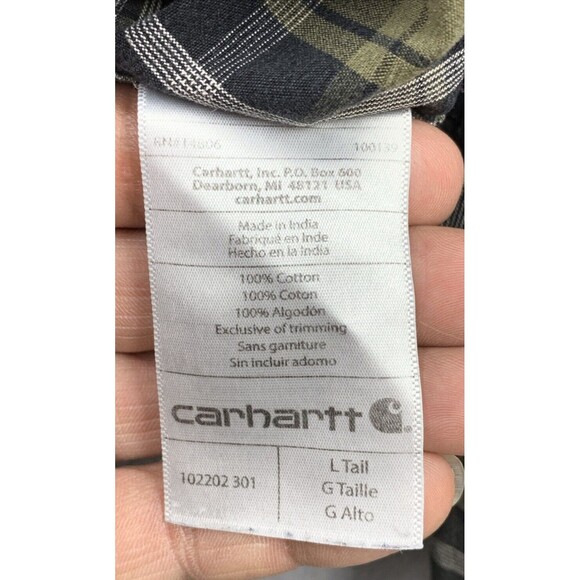 RN#14806 100139
Carhartt, Inc. P.O. Box 600
Dearborn, MI 48121 USA
carhartt.com
Made in India
Fabriqué en Inde
Hecho en la India
100% Cotton
100% Coton
100% Algodón
Exclusive of trimming
Sans garniture
Sin incluir adorno
carhartt
102202 301
L Tall
G Taille
G Alto